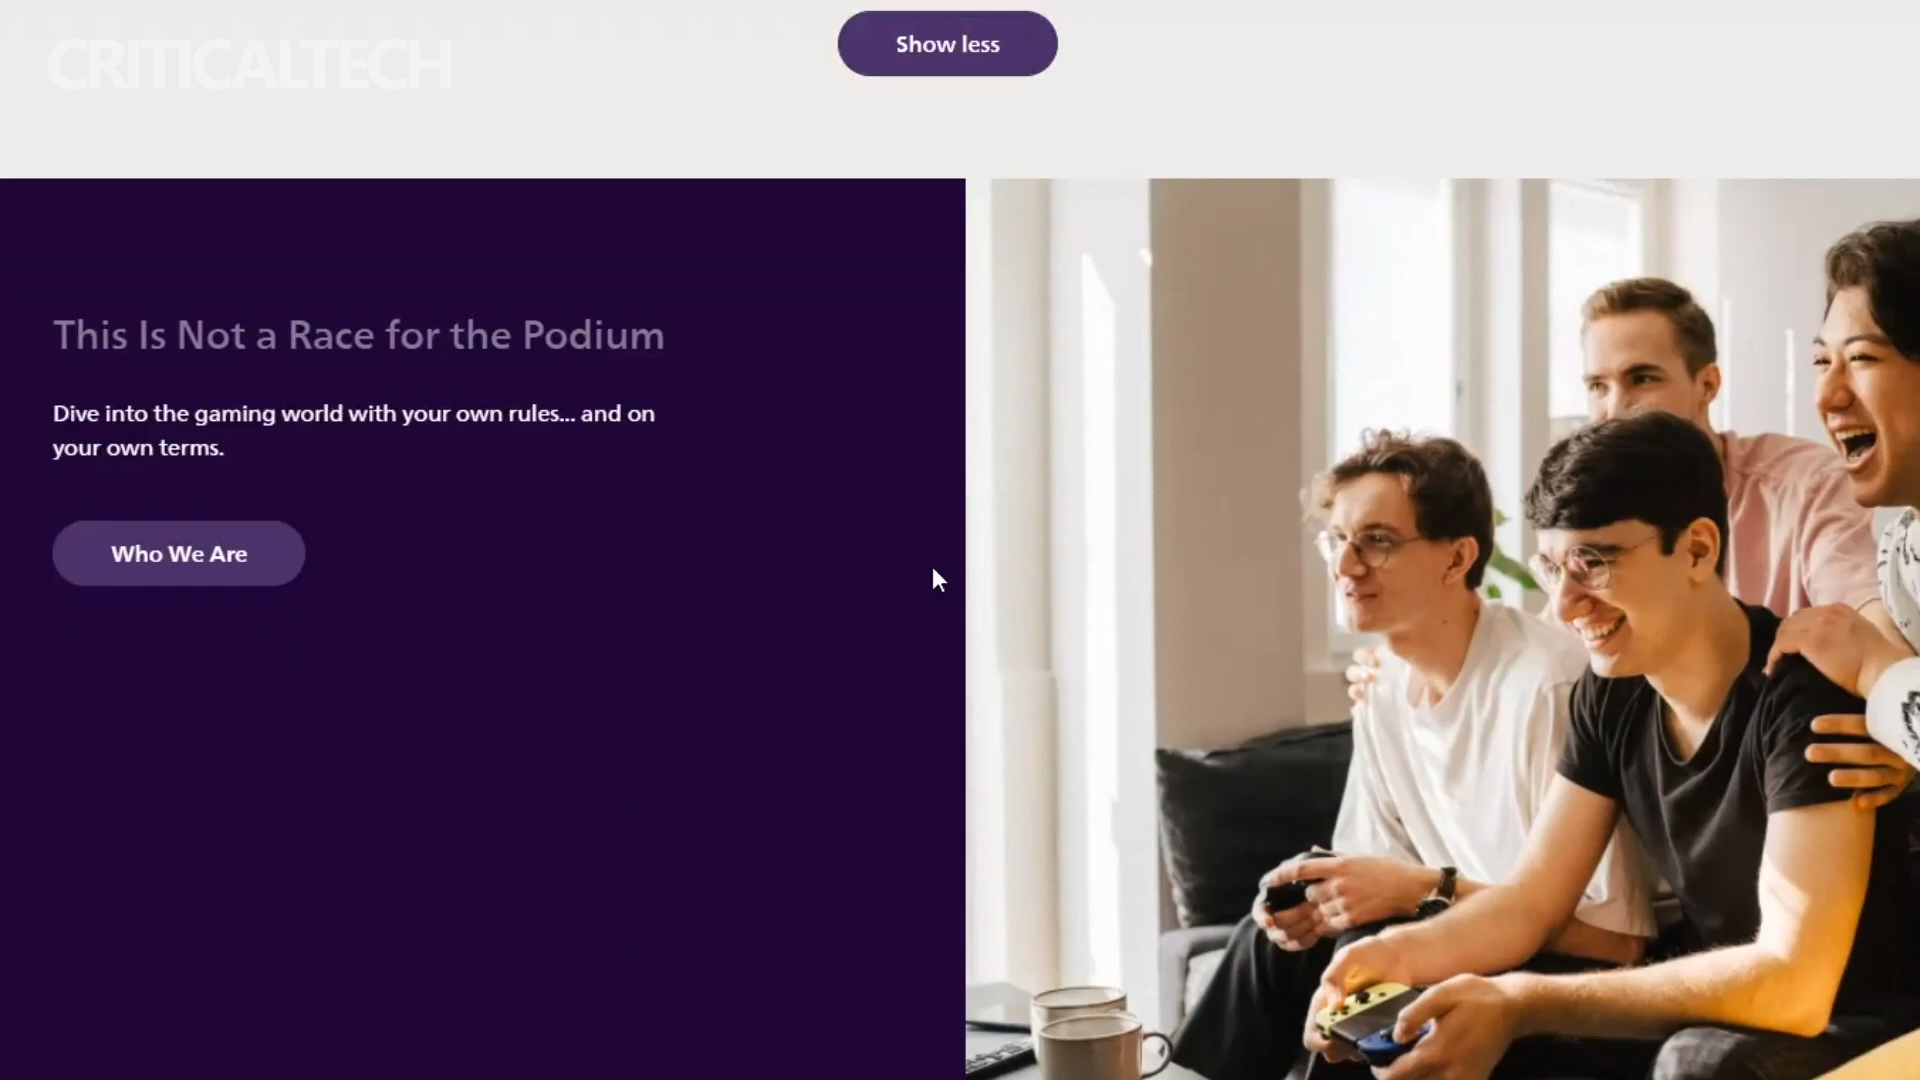 CRITICALTECH
Show less
This Is Not a Race for the Podium
Dive into the gaming world with your own rules... and on
your own terms.
Who We Are